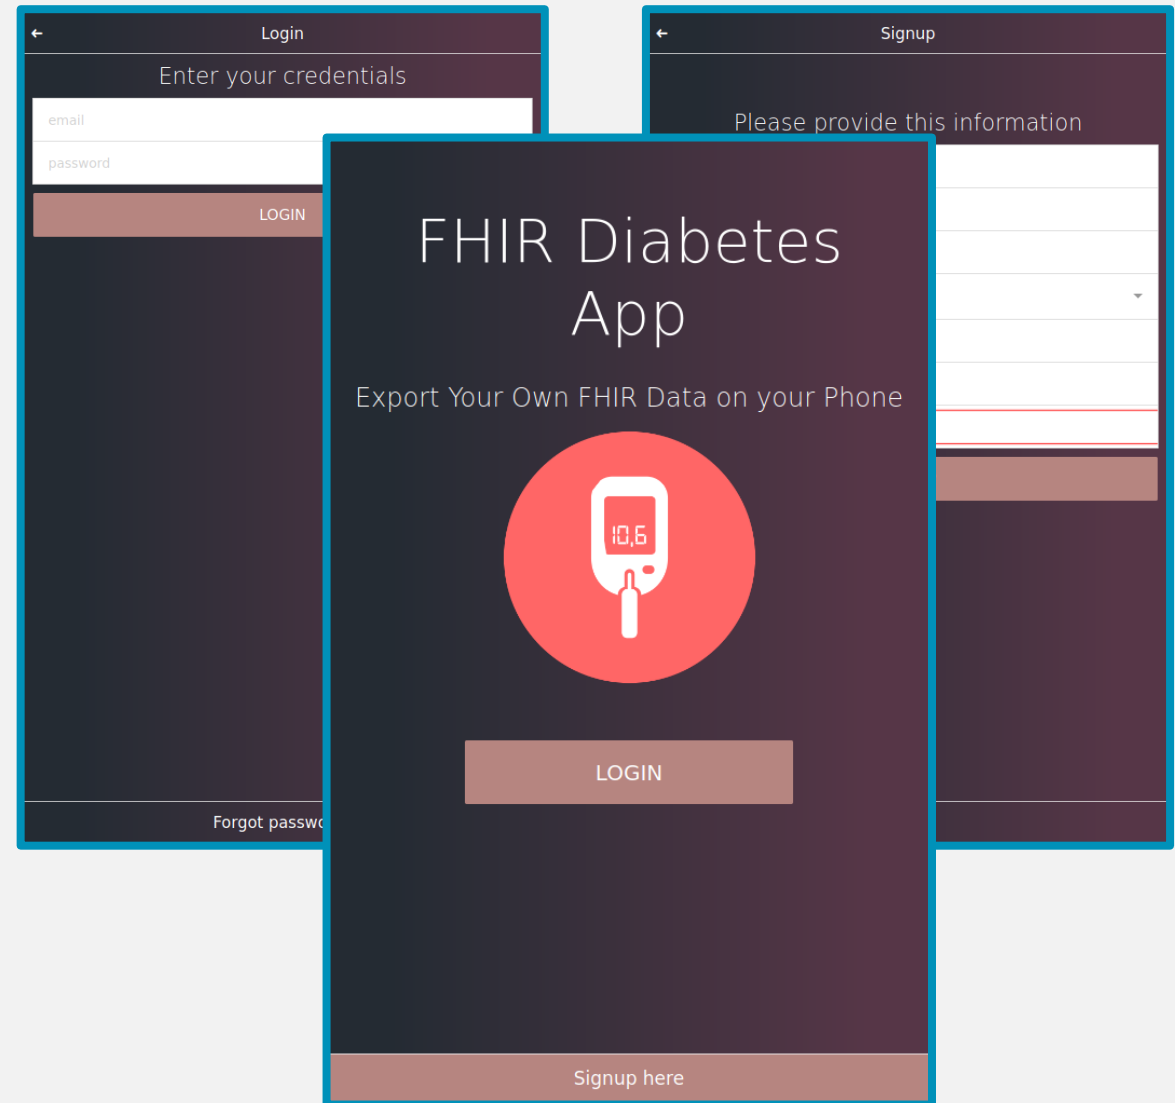 Login
Enter your credentials
email
password
LOGIN
Signup
Please provide this information
FHIR Diabetes
App
Export Your Own FHIR Data on your Phone
10,6
LOGIN
Signup here
Forgot